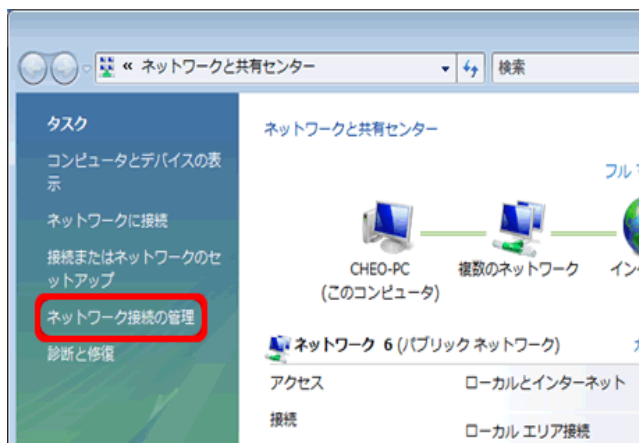 « ネットワークと共有センター
検索
タスク
コンピュータとデバイスの表
示
ネットワークに接続
接続またはネットワークのセ
ットアップ
ネットワーク接続の管理
診断と修復
ネットワークと共有センター
フル
CHEO-PC
(このコンピュータ)
複数のネットワーク
イン
ネットワーク 6 (パブリック ネットワーク)
アクセス
ローカルとインターネット
接続
ローカル エリア接続